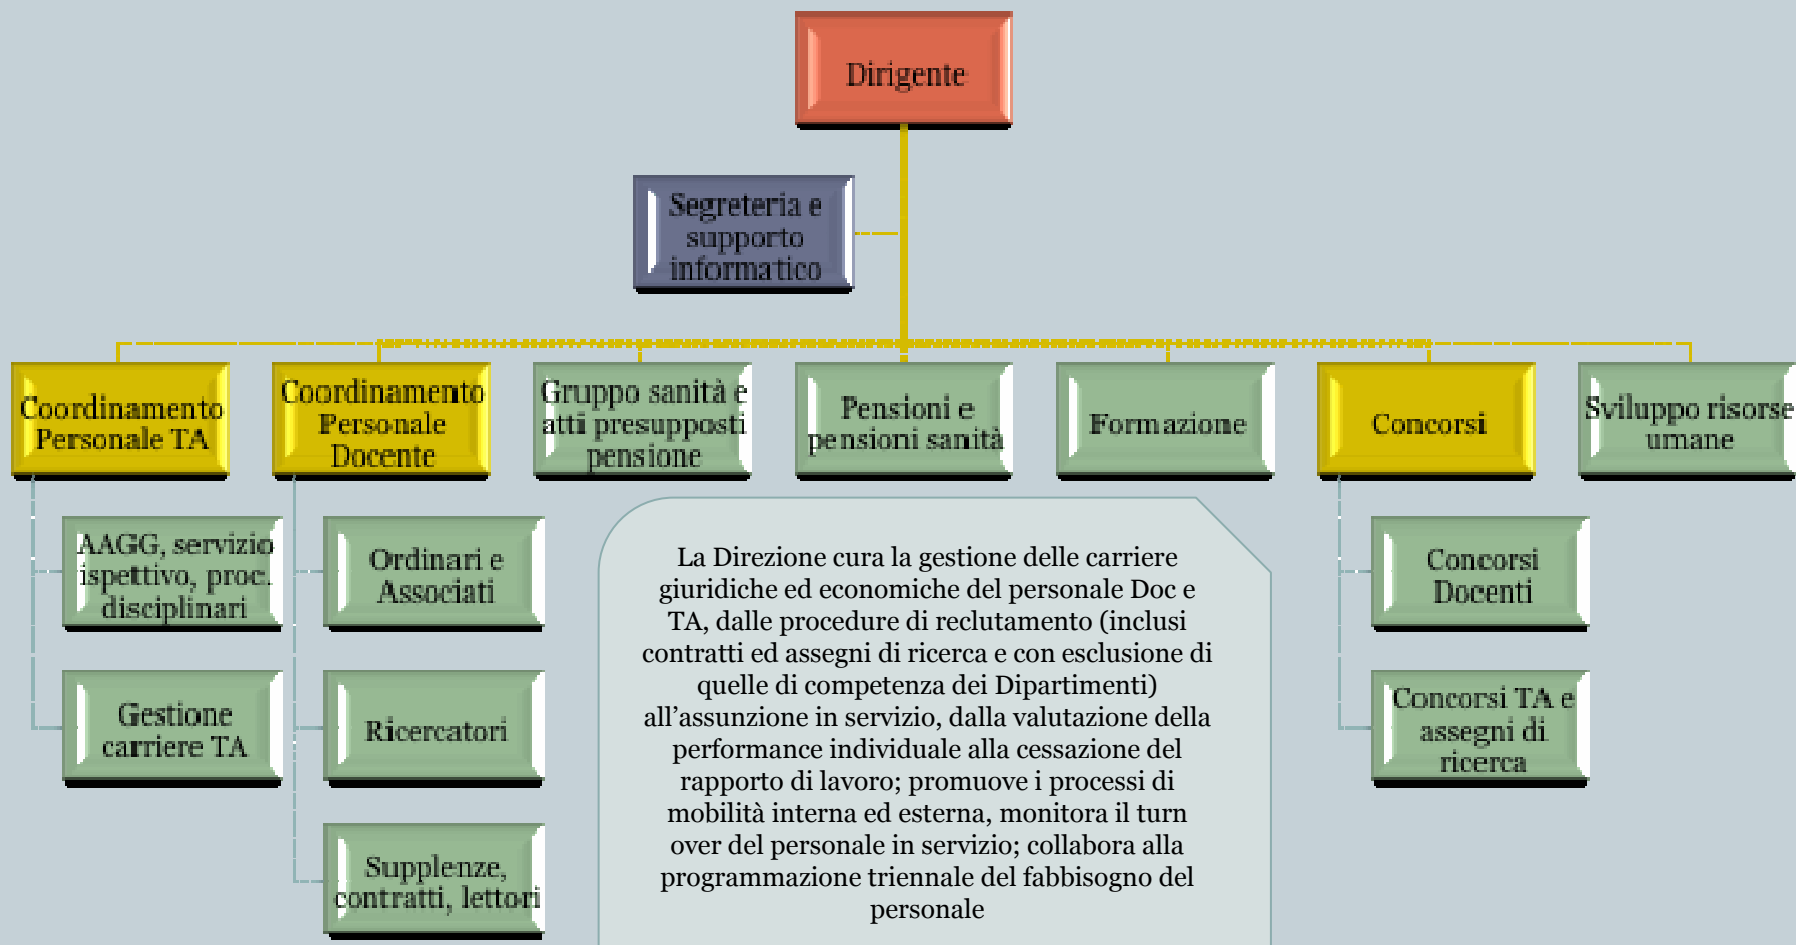 Dirigente
Segreteria e
supporto
informatico
Coordinamento
Personale TA
Coordinamento
Personale
Docente
Gruppo sanità e
atti presupposti
pensione
Pensioni e
pensioni sanità
Formazione
Concorsi
Sviluppo risorse
umane
AAGG, servizio
ispettivo, proc.
disciplinari
Gestione
carriere TA
Ordinari e
Associati
Ricercatori
Supplenze,
contratti, lettori
La Direzione cura la gestione delle carriere
giuridiche ed economiche del personale Doc e
TA, dalle procedure di reclutamento (inclusi
contratti ed assegni di ricerca e con esclusione di
quelle di competenza dei Dipartimenti)
all’assunzione in servizio, dalla valutazione della
performance individuale alla cessazione del
rapporto di lavoro; promuove i processi di
mobilità interna ed esterna, monitora il turn
over del personale in servizio; collabora alla
programmazione triennale del fabbisogno del
personale
Concorsi
Docenti
Concorsi TA e
assegni di
ricerca